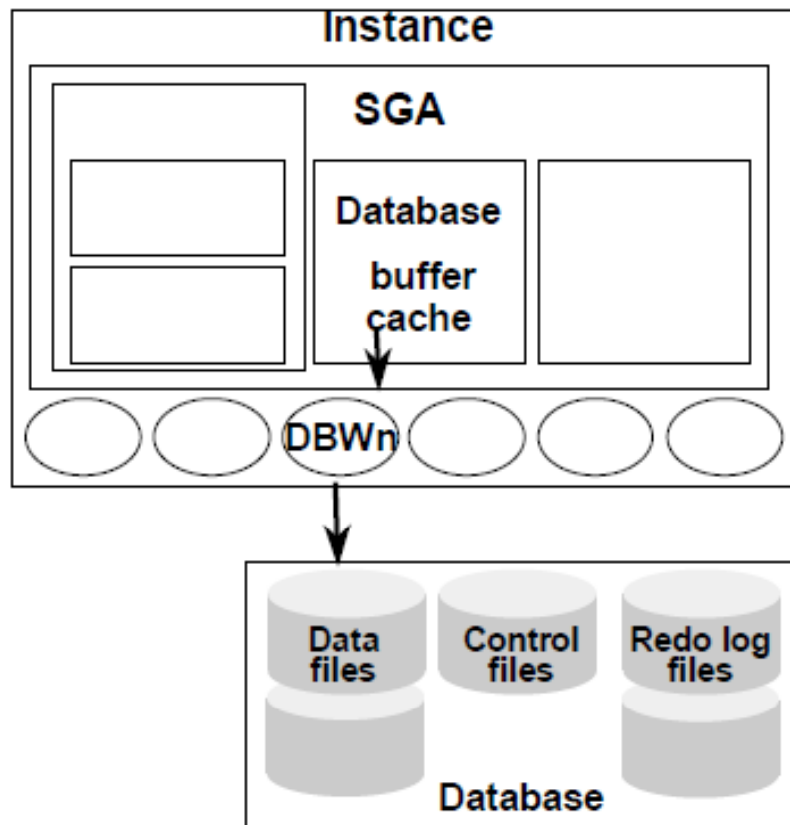 Instance
SGA
Database
buffer
cache
DBWn
Data
files
Control
files
Redo log
files
Database